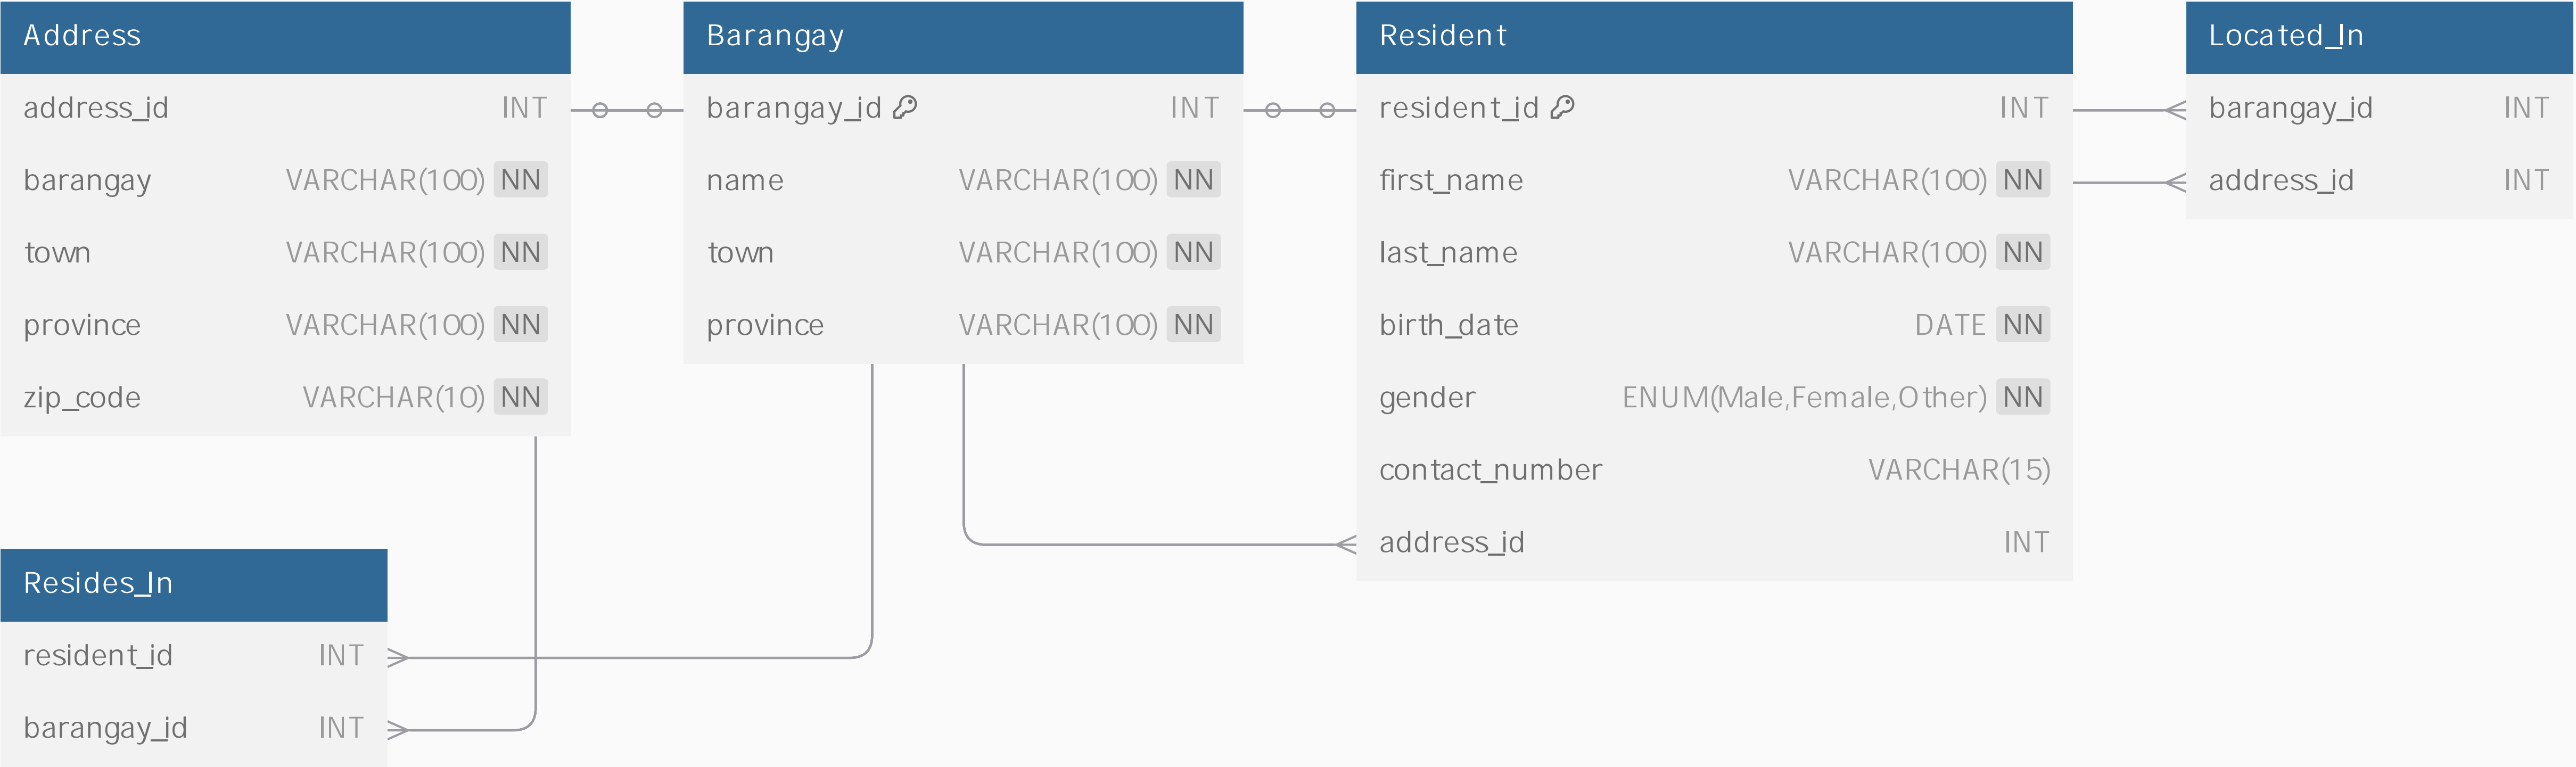 Address
address_id INT
barangay VARCHAR(100) NN
town VARCHAR(100) NN
province VARCHAR(100) NN
zip_code VARCHAR(10) NN
Barangay
barangay_id INT
name VARCHAR(100) NN
town VARCHAR(100) NN
province VARCHAR(100) NN
Resident
resident_id INT
first_name VARCHAR(100) NN
last_name VARCHAR(100) NN
birth_date DATE NN
gender ENUM(Male,Female,Other) NN
contact_number VARCHAR(15)
address_id INT
Located_In
barangay_id INT
address_id INT
Resides_In
resident_id INT
barangay_id INT